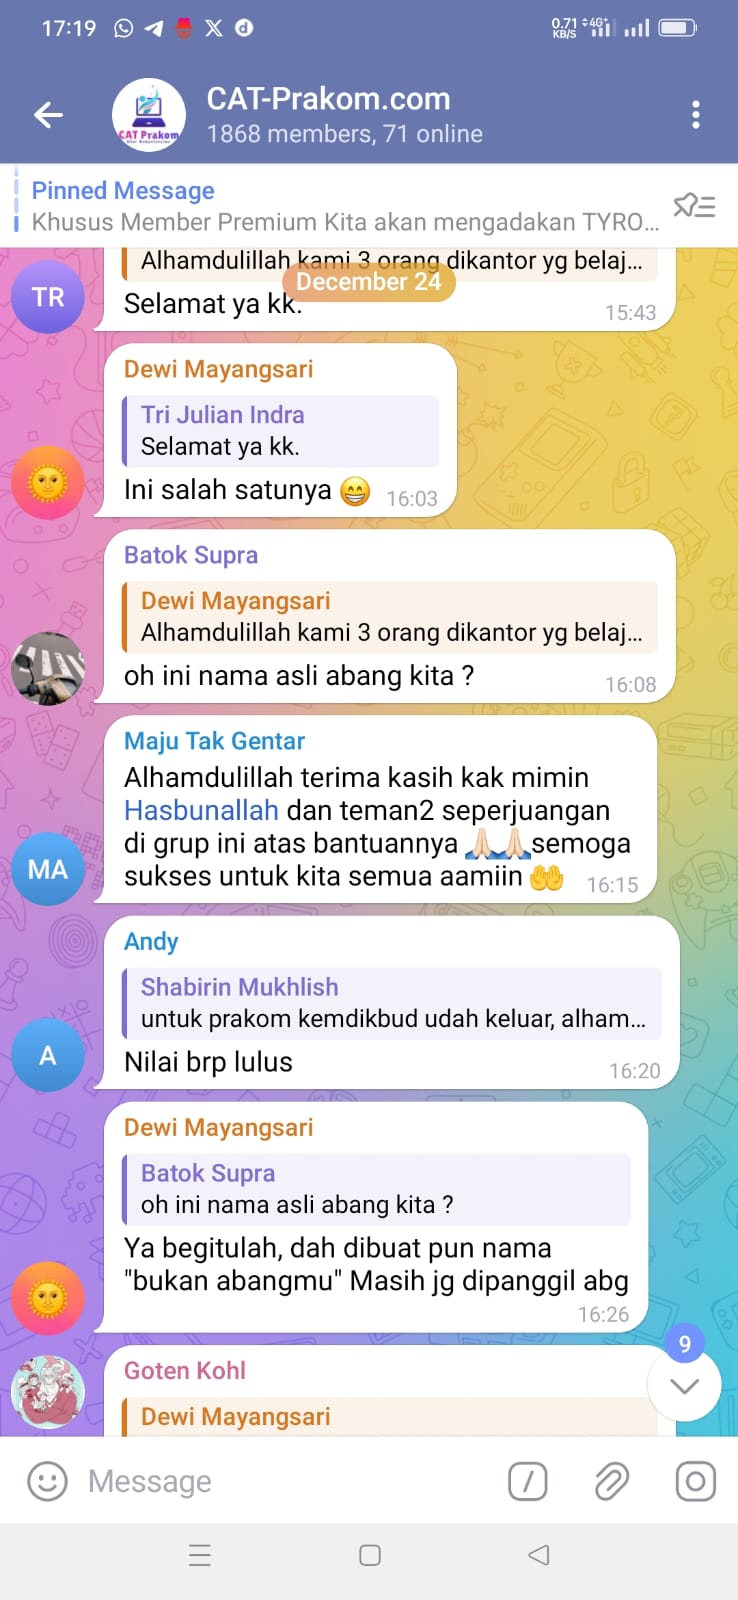 17:19
0.71 KB/S 4G+
CAT-Prakom.com
CAT Prakom
1868 members, 71 online
Pinned Message
Khusus Member Premium Kita akan mengadakan TYRO...
Alhamdulillah kami 3 orang dikantor yg belaj...
December 24
TR
Selamat ya kk.
15:43
Dewi Mayangsari
Tri Julian Indra
Selamat ya kk.
Ini salah satunya 😁 16:03
Batok Supra
Dewi Mayangsari
Alhamdulillah kami 3 orang dikantor yg belaj...
oh ini nama asli abang kita ?
16:08
Maju Tak Gentar
Alhamdulillah terima kasih kak mimin
Hasbunallah dan teman2 seperjuangan
di grup ini atas bantuannya 🙏🏻🙏🏻semoga
sukses untuk kita semua aamiin 🤲 16:15
MA
Andy
Shabirin Mukhlish
untuk prakom kemdikbud udah keluar, alham...
Nilai brp lulus
16:20
A
Dewi Mayangsari
Batok Supra
oh ini nama asli abang kita ?
Ya begitulah, dah dibuat pun nama
"bukan abangmu" Masih jg dipanggil abg
16:26
9
Goten Kohl
Dewi Mayangsari
Message